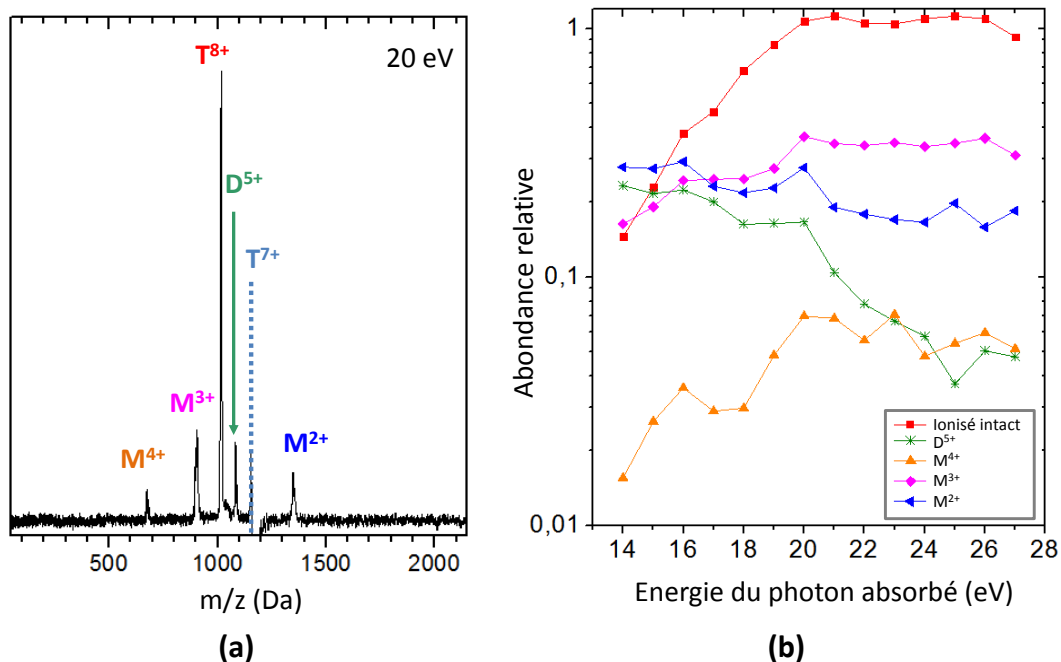 20 eV
T8+
D5+
T7+
M3+
M4+
M2+
500 1000 1500 2000
m/z (Da)
(a)
1
0,1
0,01
Abondance relative
Ionisé intact
D5+
M4+
M3+
M2+
14 16 18 20 22 24 26 28
Energie du photon absorbé (eV)
(b)